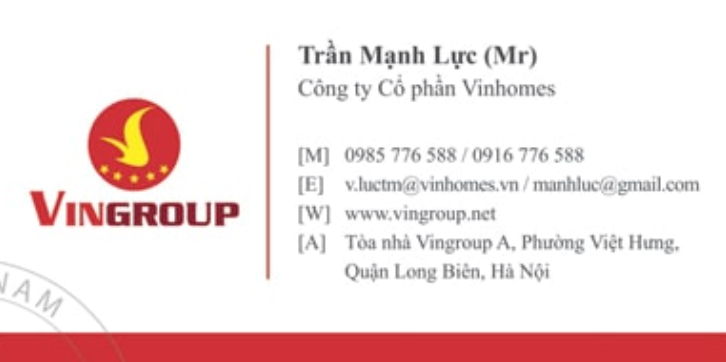 Trần Mạnh Lực (Mr)
Công ty Cổ phần Vinhomes
[M] 0985 776 588 / 0916 776 588
[E] v.luctm@vinhomes.vn / manhluc@gmail.com
[W] www.vingroup.net
[A] Tòa nhà Vingroup A, Phường Việt Hưng,
Quận Long Biên, Hà Nội
VINGROUP
NAM